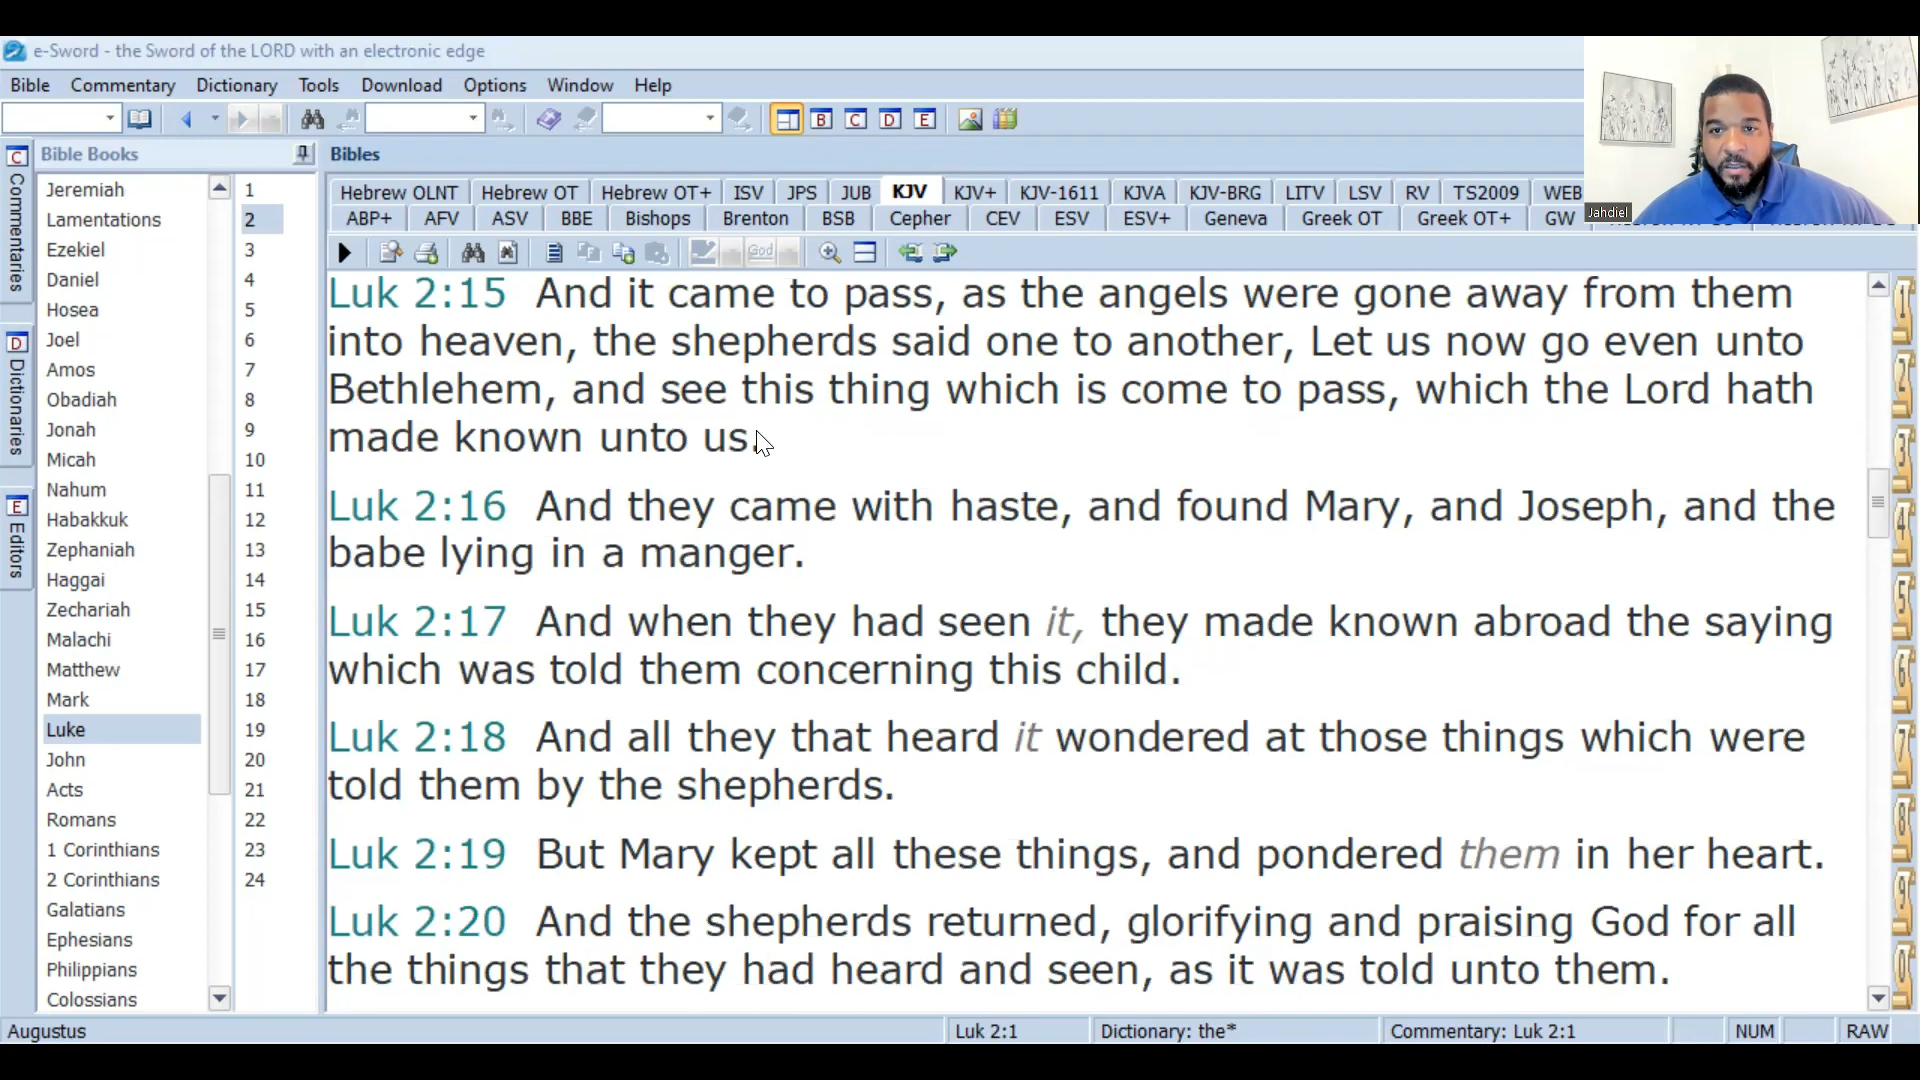 e-Sword - the Sword of the LORD with an electronic edge
Bible Commentary Dictionary Tools Download Options Window Help
B C D E
C Commentaries
D Dictionaries
E Editors
Bible Books
Jeremiah
Lamentations
Ezekiel
Daniel
Hosea
Joel
Amos
Obadiah
Jonah
Micah
Nahum
Habakkuk
Zephaniah
Haggai
Zechariah
Malachi
Matthew
Mark
Luke
John
Acts
Romans
1 Corinthians
2 Corinthians
Galatians
Ephesians
Philippians
Colossians
1
2
3
4
5
6
7
8
9
10
11
12
13
14
15
16
17
18
19
20
21
22
23
24
Bibles
Hebrew OLNT Hebrew OT Hebrew OT+ ISV JPS JUB KJV KJV+ KJV-1611 KJVA KJV-BRG LITV LSV RV TS2009 WEB
ABP+ AFV ASV BBE Bishops Brenton BSB Cepher CEV ESV ESV+ Geneva Greek OT Greek OT+ GW
God
Luk 2:15 And it came to pass, as the angels were gone away from them
into heaven, the shepherds said one to another, Let us now go even unto
Bethlehem, and see this thing which is come to pass, which the Lord hath
made known unto us.
Luk 2:16 And they came with haste, and found Mary, and Joseph, and the
babe lying in a manger.
Luk 2:17 And when they had seen it, they made known abroad the saying
which was told them concerning this child.
Luk 2:18 And all they that heard it wondered at those things which were
told them by the shepherds.
Luk 2:19 But Mary kept all these things, and pondered them in her heart.
Luk 2:20 And the shepherds returned, glorifying and praising God for all
the things that they had heard and seen, as it was told unto them.
Jahdiel
1
2
3
4
5
6
7
8
9
0
Augustus Luk 2:1 Dictionary: the* Commentary: Luk 2:1 NUM RAW